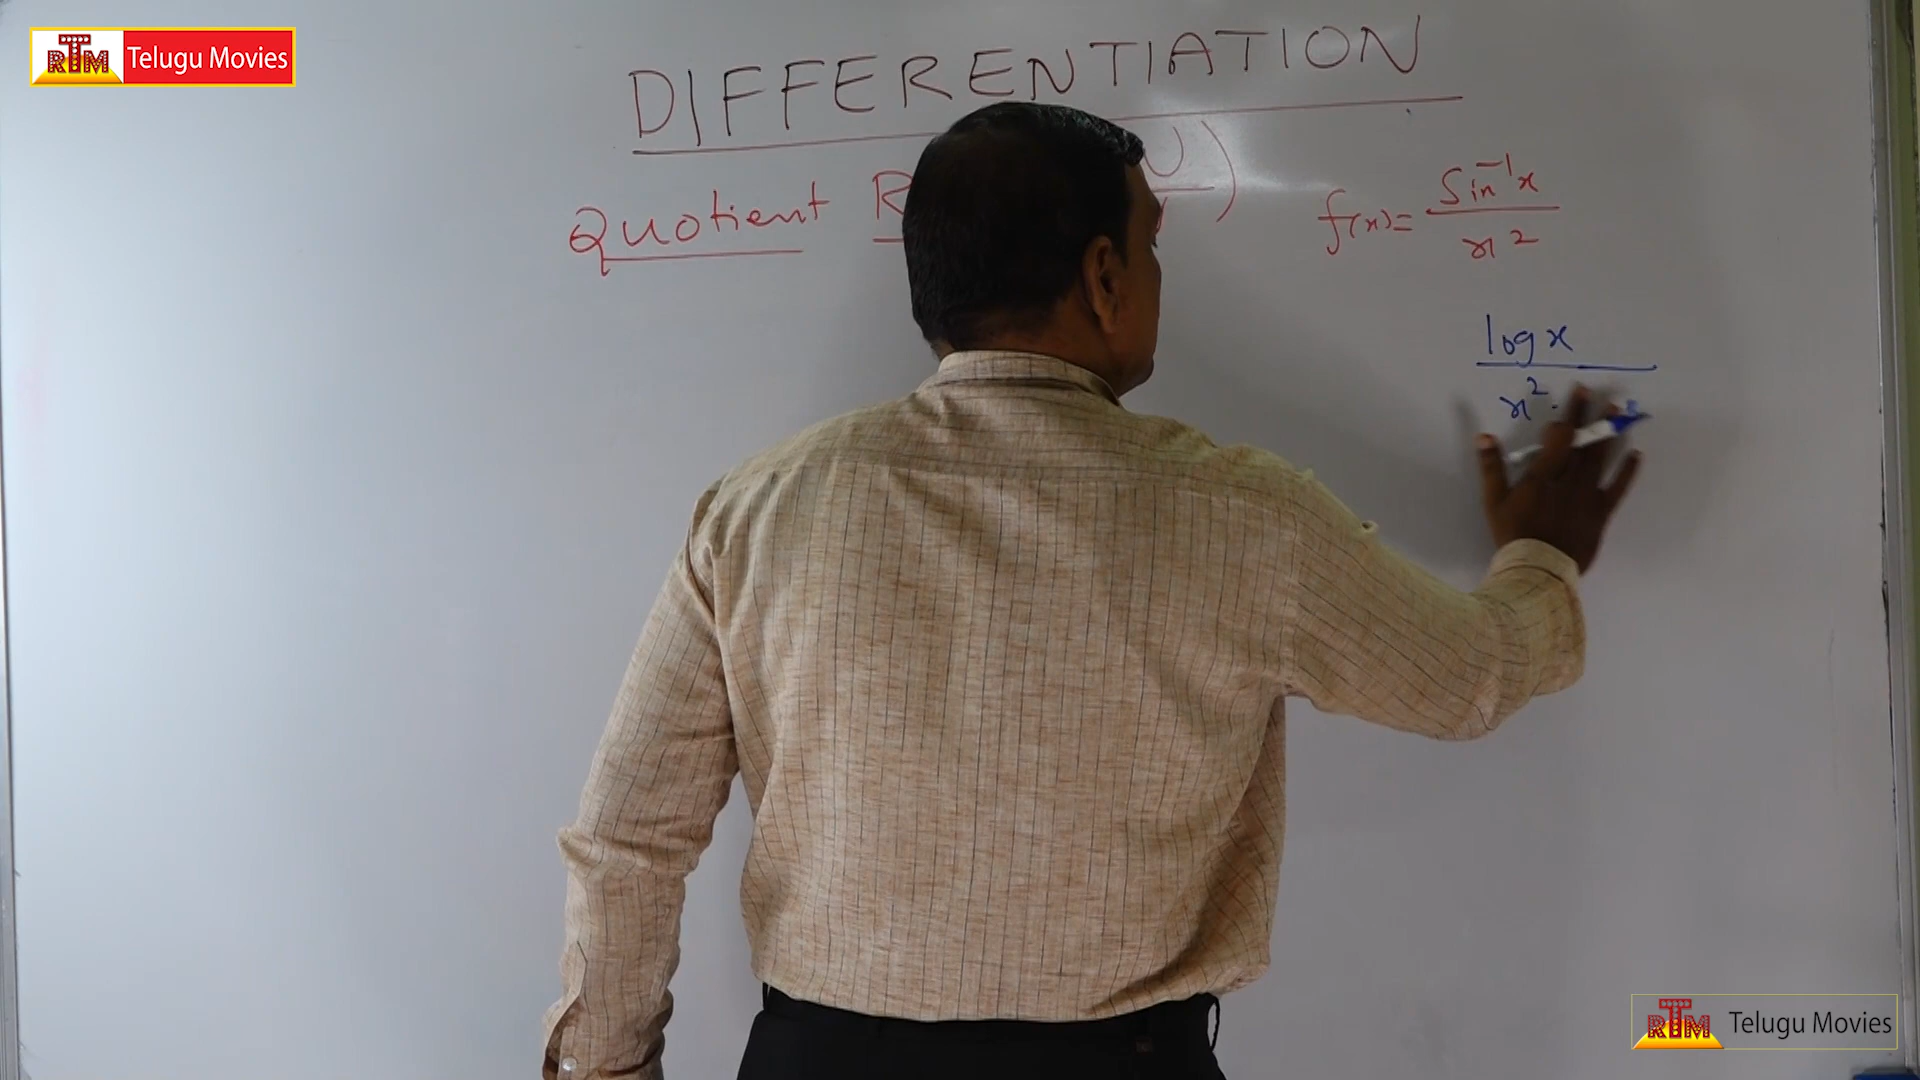 RTM Telugu Movies
DIFFERENTIATION
Quotient
U
f(x) = Sin⁻¹x
x²
log x
x²
RTM Telugu Movies